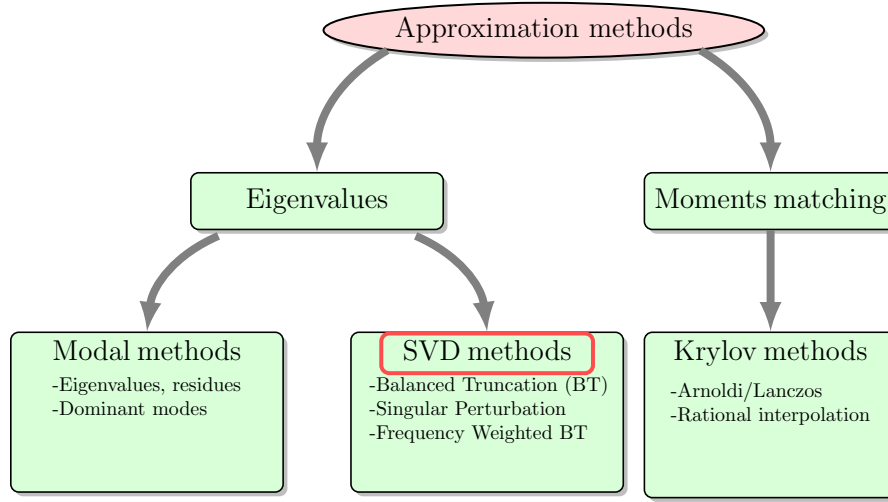 Approximation methods
Eigenvalues
Moments matching
Modal methods
-Eigenvalues, residues
-Dominant modes
SVD methods
-Balanced Truncation (BT)
-Singular Perturbation
-Frequency Weighted BT
Krylov methods
-Arnoldi/Lanczos
-Rational interpolation